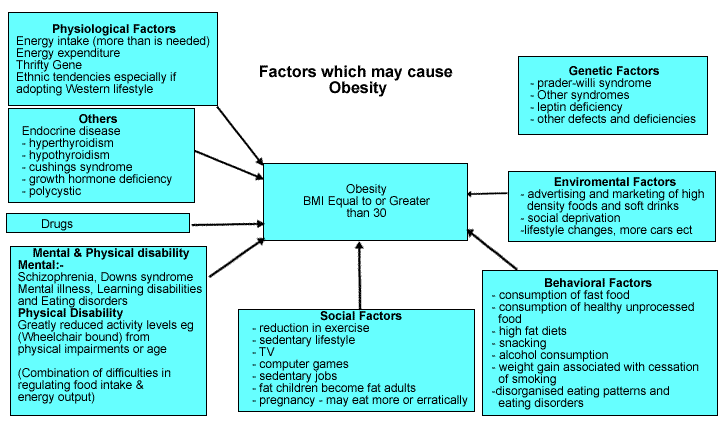 Physiological Factors
Energy intake (more than is needed)
Energy expenditure
Thrifty Gene
Ethnic tendencies especially if
adopting Western lifestyle
Factors which may cause
Obesity
Genetic Factors
- prader-willi syndrome
- Other syndromes
- leptin deficiency
- other defects and deficiencies
Others
Endocrine disease
- hyperthyroidism
- hypothyroidism
- cushings syndrome
- growth hormone deficiency
- polycystic
Obesity
BMI Equal to or Greater
than 30
Enviromental Factors
- advertising and marketing of high
density foods and soft drinks
- social deprivation
-lifestyle changes, more cars ect
Drugs
Mental & Physical disability
Mental:-
Schizophrenia, Downs syndrome
Mental illness, Learning disabilities
and Eating disorders
Physical Disability
Greatly reduced activity levels eg
(Wheelchair bound) from
physical impairments or age
(Combination of difficulties in
regulating food intake &
energy output)
Social Factors
- reduction in exercise
- sedentary lifestyle
- TV
- computer games
- sedentary jobs
- fat children become fat adults
- pregnancy - may eat more or erratically
Behavioral Factors
- consumption of fast food
- consumption of healthy unprocessed
food
- high fat diets
- snacking
- alcohol consumption
- weight gain associated with cessation
of smoking
-disorganised eating patterns and
eating disorders